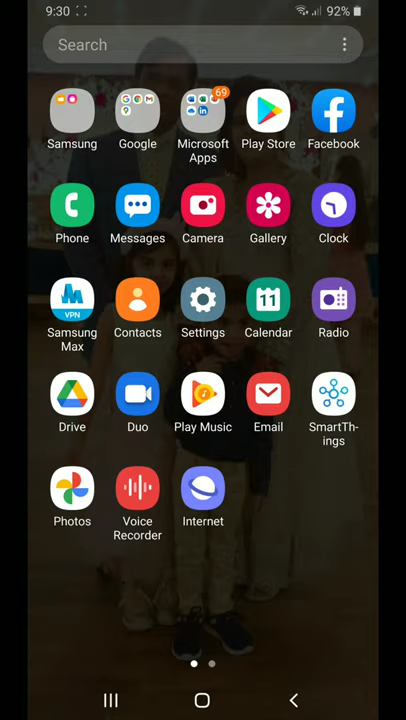 9:30
92%
Search
69
Samsung
Google
Microsoft
Apps
Play Store
Facebook
Phone
Messages
Camera
Gallery
Clock
VPN
11
Samsung
Max
Contacts
Settings
Calendar
Radio
Drive
Duo
Play Music
Email
SmartTh-
ings
Photos
Voice
Recorder
Internet